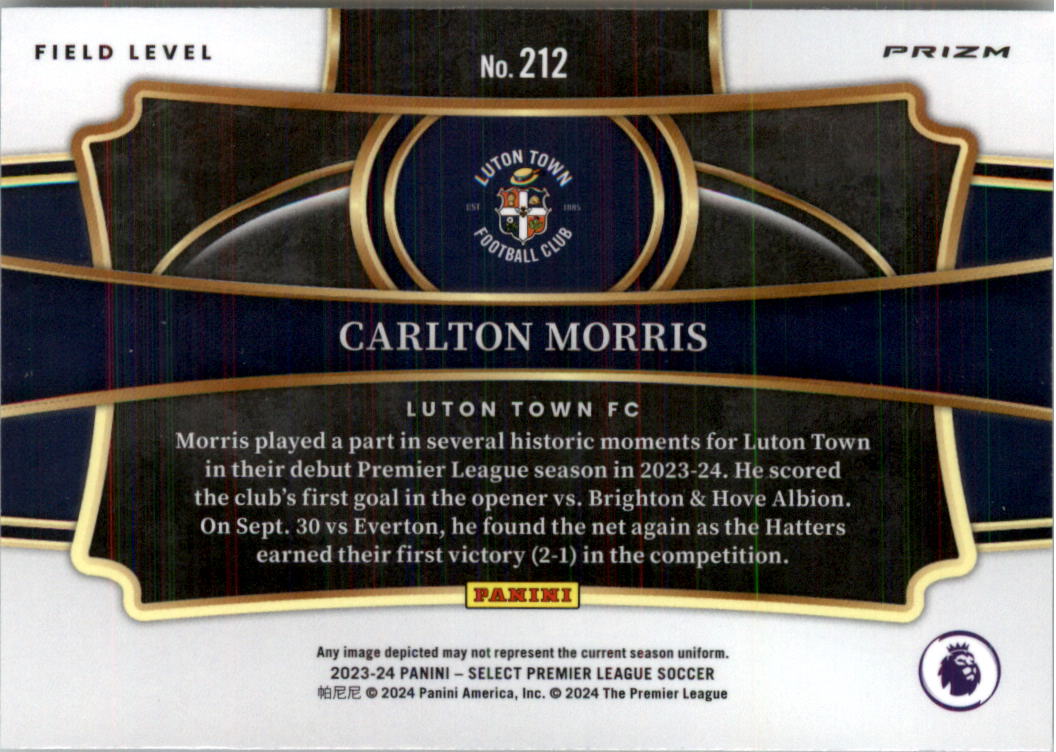 FIELD LEVEL
No. 212
PRIZM
LUTON TOWN
EST 1885
FOOTBALL CLUB
CARLTON MORRIS
LUTON TOWN FC
Morris played a part in several historic moments for Luton Town
in their debut Premier League season in 2023-24. He scored
the club's first goal in the opener vs. Brighton & Hove Albion.
On Sept. 30 vs Everton, he found the net again as the Hatters
earned their first victory (2-1) in the competition.
PANINI
Any image depicted may not represent the current season uniform.
2023-24 PANINI – SELECT PREMIER LEAGUE SOCCER
帕尼尼 © 2024 Panini America, Inc. © 2024 The Premier League